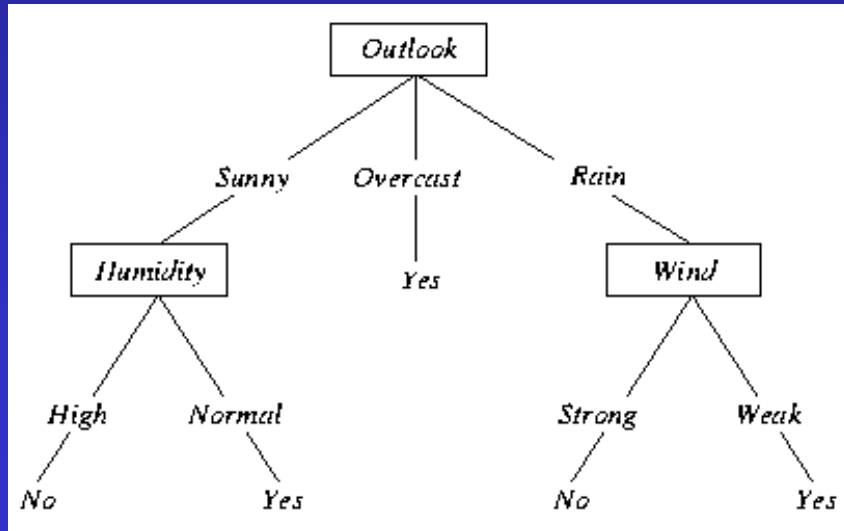 Outlook
Sunny Overcast Rain
Humidity Yes Wind
High Normal Strong Weak
No Yes No Yes